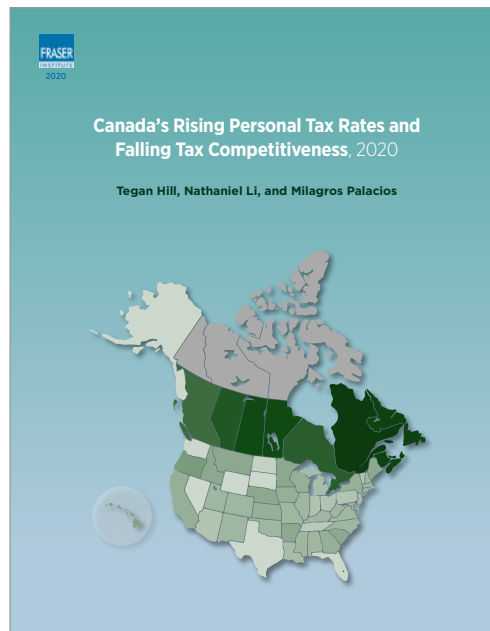 FRASER
INSTITUTE
2020
Canada's Rising Personal Tax Rates and
Falling Tax Competitiveness, 2020
Tegan Hill, Nathaniel Li, and Milagros Palacios